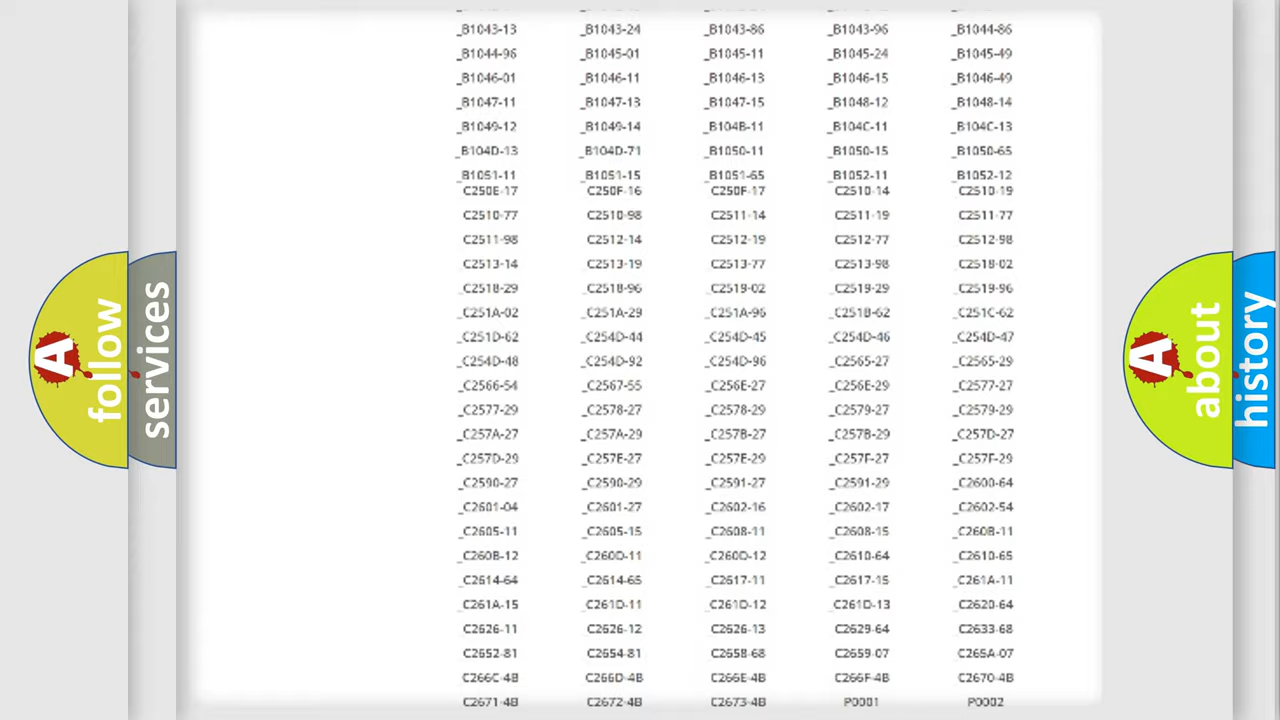 _B1043-13 _B1043-24 _B1043-86 _B1043-96 _B1044-86
_B1044-96 _B1045-01 _B1045-11 _B1045-24 _B1045-49
_B1046-01 _B1046-11 _B1046-13 _B1046-15 _B1046-49
_B1047-11 _B1047-13 _B1047-15 _B1048-12 _B1048-14
_B1049-12 _B1049-14 _B104B-11 _B104C-11 _B104C-13
_B104D-13 _B104D-71 _B1050-11 _B1050-15 _B1050-65
_B1051-11 _B1051-15 _B1051-65 _B1052-11 _B1052-12
C250E-17 C250F-16 C250F-17 C2510-14 C2510-19
C2510-77 C2510-98 C2511-14 C2511-19 C2511-77
C2511-98 C2512-14 C2512-19 C2512-77 C2512-98
C2513-14 C2513-19 C2513-77 C2513-98 C2518-02
_C2518-29 _C2518-96 _C2519-02 _C2519-29 _C2519-96
_C251A-02 _C251A-29 _C251A-96 _C251B-62 _C251C-62
_C251D-62 _C254D-44 _C254D-45 _C254D-46 _C254D-47
_C254D-48 _C254D-92 _C254D-96 _C2565-27 _C2565-29
_C2566-54 _C2567-55 _C256E-27 _C256E-29 _C2577-27
_C2577-29 _C2578-27 _C2578-29 _C2579-27 _C2579-29
_C257A-27 _C257A-29 _C257B-27 _C257B-29 _C257D-27
_C257D-29 _C257E-27 _C257E-29 _C257F-27 _C257F-29
_C2590-27 _C2590-29 _C2591-27 _C2591-29 _C2600-64
_C2601-04 _C2601-27 _C2602-16 _C2602-17 _C2602-54
_C2605-11 _C2605-15 _C2608-11 _C2608-15 _C260B-11
_C260B-12 _C260D-11 _C260D-12 _C2610-64 _C2610-65
_C2614-64 _C2614-65 _C2617-11 _C2617-15 _C261A-11
_C261A-15 _C261D-11 _C261D-12 _C261D-13 _C2620-64
C2626-11 C2626-12 C2626-13 C2629-64 C2633-68
C2652-81 C2654-81 C2658-68 C2659-07 C265A-07
C266C-4B C266D-4B C266E-4B C266F-4B C2670-4B
C2671-4B C2672-4B C2673-4B P0001 P0002
A follow
services
A about
history